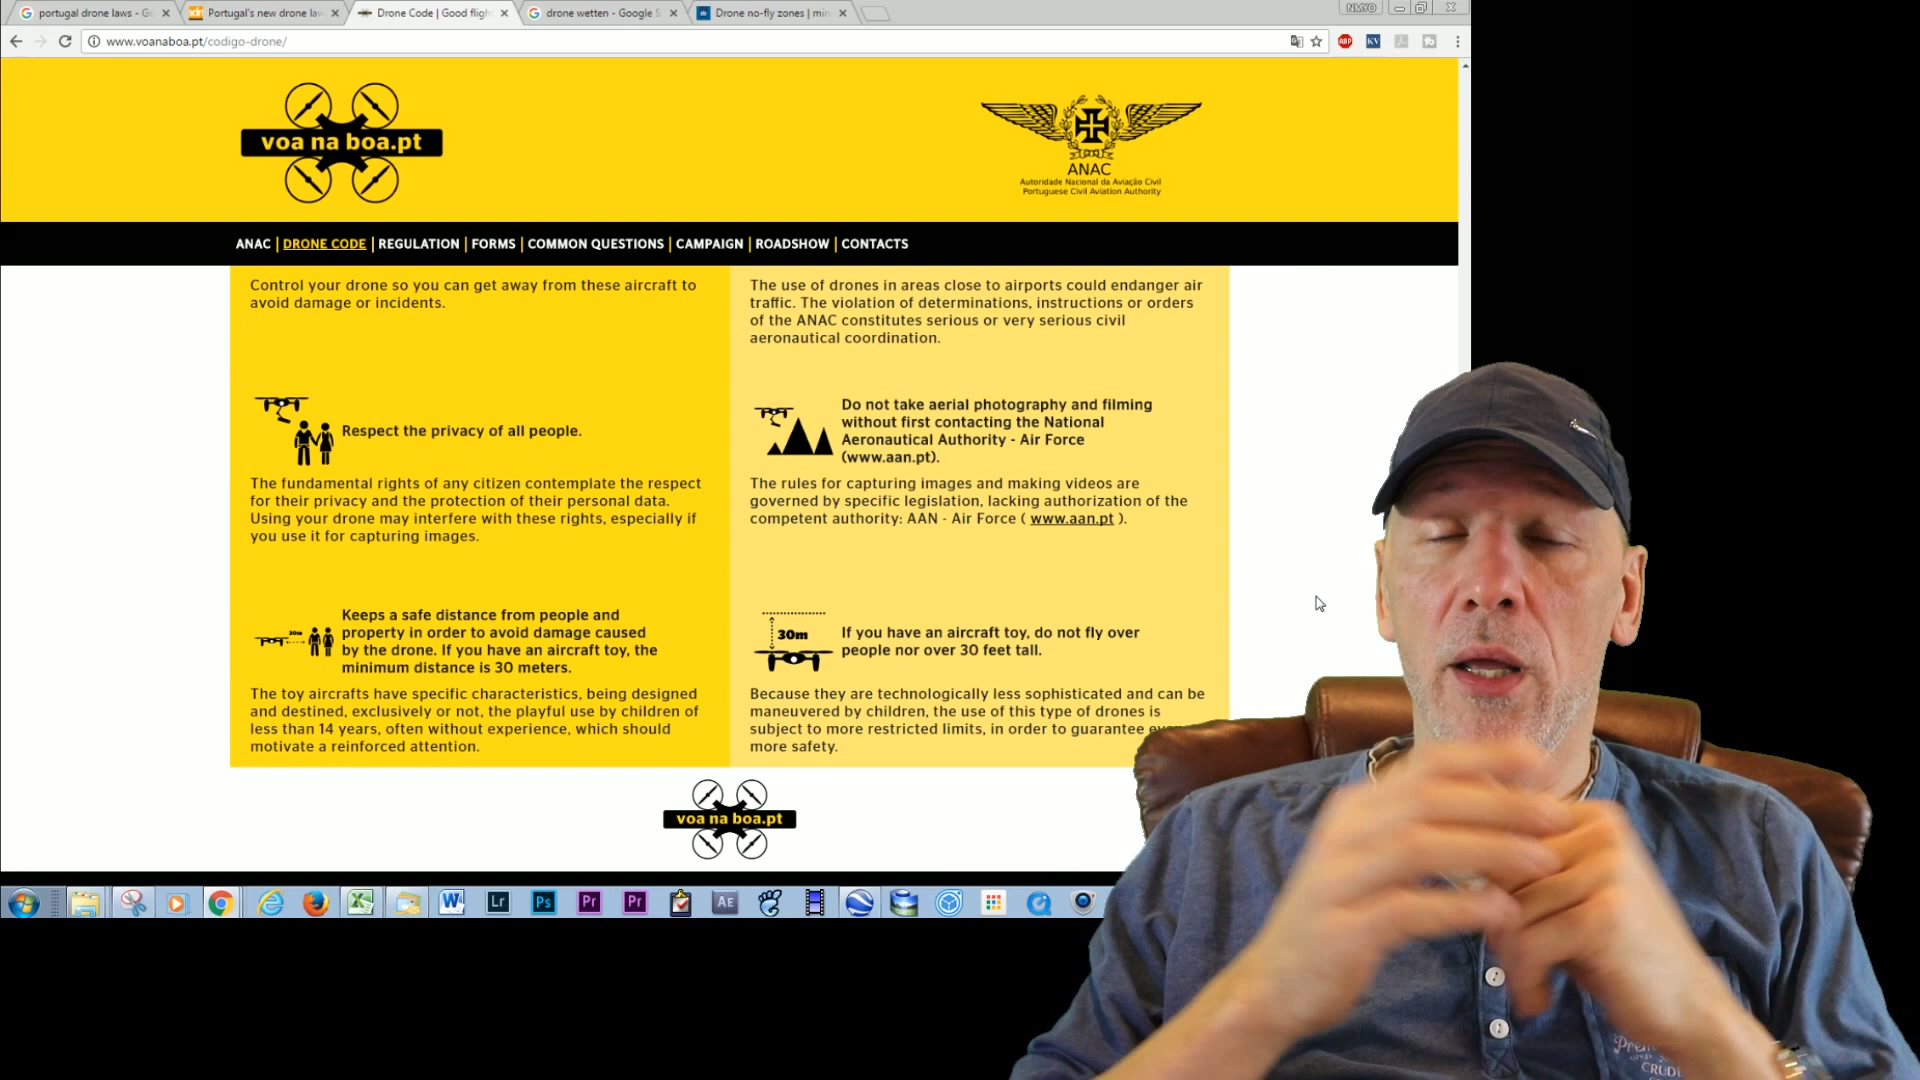 portugal drone laws - Go
Portugal's new drone law
Drone Code | Good fligh
drone wetten - Google S
Drone no-fly zones | min
NMYO
www.voanaboa.pt/codigo-drone/
ABP
KV
voa na boa.pt
ANAC
Autoridade Nacional da Aviação Civil
Portuguese Civil Aviation Authority
ANAC | DRONE CODE | REGULATION | FORMS | COMMON QUESTIONS | CAMPAIGN | ROADSHOW | CONTACTS
Control your drone so you can get away from these aircraft to
avoid damage or incidents.
The use of drones in areas close to airports could endanger air
traffic. The violation of determinations, instructions or orders
of the ANAC constitutes serious or very serious civil
aeronautical coordination.
Respect the privacy of all people.
The fundamental rights of any citizen contemplate the respect
for their privacy and the protection of their personal data.
Using your drone may interfere with these rights, especially if
you use it for capturing images.
Do not take aerial photography and filming
without first contacting the National
Aeronautical Authority - Air Force
(www.aan.pt).
The rules for capturing images and making videos are
governed by specific legislation, lacking authorization of the
competent authority: AAN - Air Force ( www.aan.pt ).
30m
Keeps a safe distance from people and
property in order to avoid damage caused
by the drone. If you have an aircraft toy, the
minimum distance is 30 meters.
The toy aircrafts have specific characteristics, being designed
and destined, exclusively or not, the playful use by children of
less than 14 years, often without experience, which should
motivate a reinforced attention.
30m
If you have an aircraft toy, do not fly over
people nor over 30 feet tall.
Because they are technologically less sophisticated and can be
maneuvered by children, the use of this type of drones is
subject to more restricted limits, in order to guarantee
more safety.
voa na boa.pt
Lr
Ps
Pr
Pr
AE
CRUDE